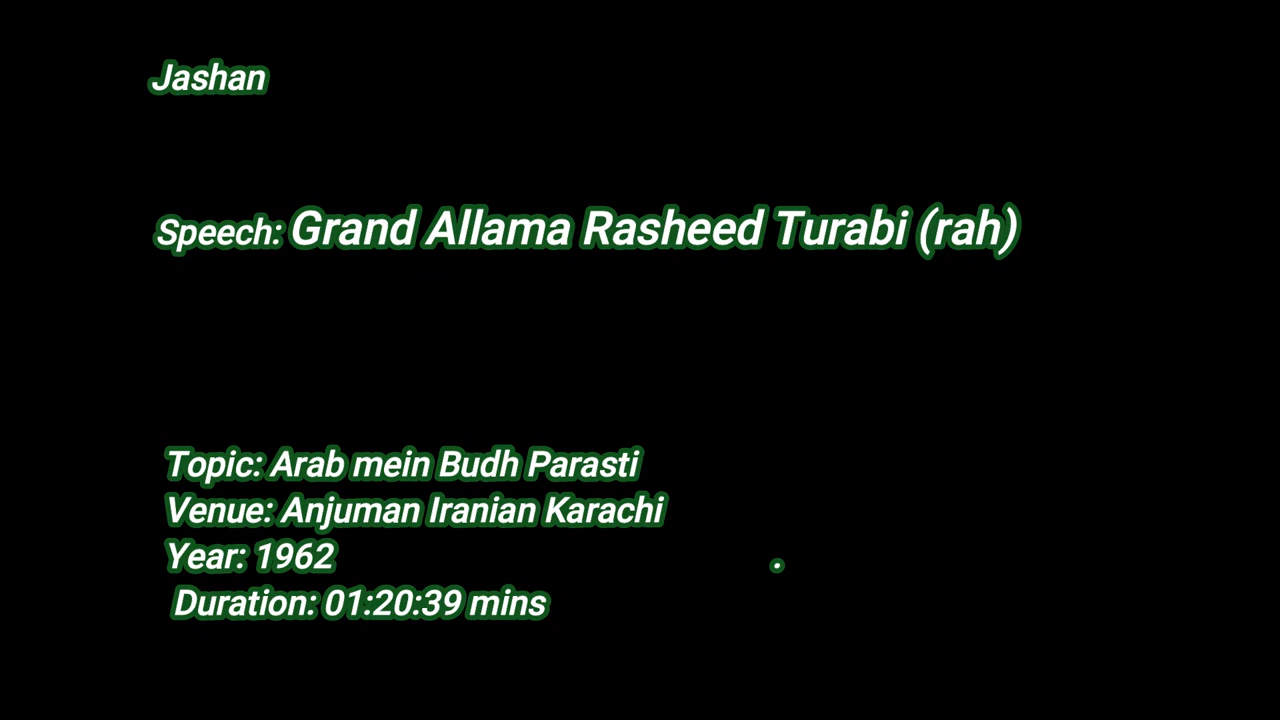 Jashan
Speech: Grand Allama Rasheed Turabi (rah)
Topic: Arab mein Budh Parasti
Venue: Anjuman Iranian Karachi
Year: 1962 .
Duration: 01:20:39 mins